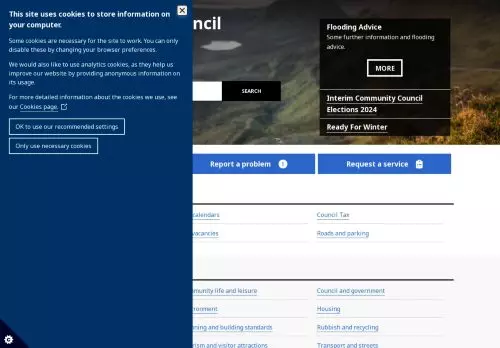 This site uses cookies to store information on
your computer.
Some cookies are necessary for the site to work. You can only
disable these by changing your browser preferences.
We would also like to use analytics cookies, as they help us
improve our website by providing anonymous information on
its usage.
For more detailed information about the cookies we use, see
our Cookies page.
OK to use our recommended settings
Only use necessary cookies
Flooding Advice
Some further information and flooding
advice.
MORE
Interim Community Council
Elections 2024
Ready For Winter
SEARCH
Report a problem
Request a service
calendars
Council Tax
vacancies
Roads and parking
life and leisure
Council and government
Housing
and building standards
Rubbish and recycling
and visitor attractions
Transport and streets